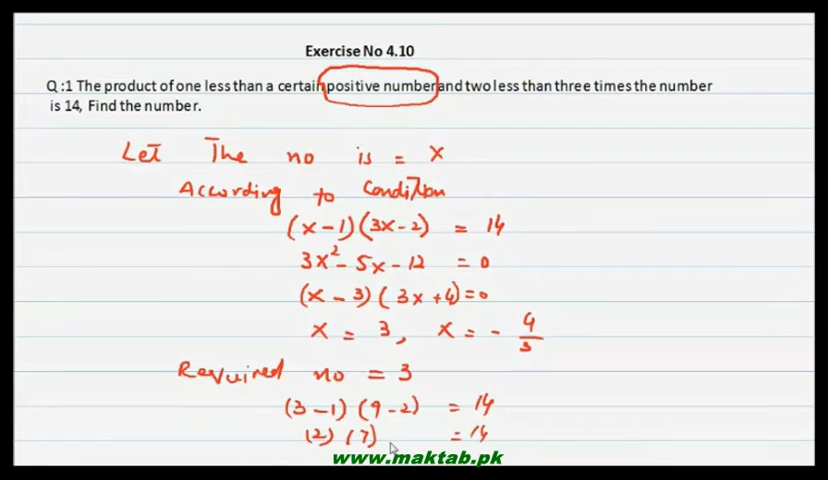 Exercise No 4.10
Q :1 The product of one less than a certain positive number and two less than three times the number
is 14, Find the number.
Let The no is = x
According to Condition
(x - 1)(3x - 2) = 14
3x² - 5x - 12 = 0
(x - 3)(3x + 4) = 0
x = 3, x = - 4/3
Required no = 3
(3 - 1)(9 - 2) = 14
(2)(7) = 14
www.maktab.pk